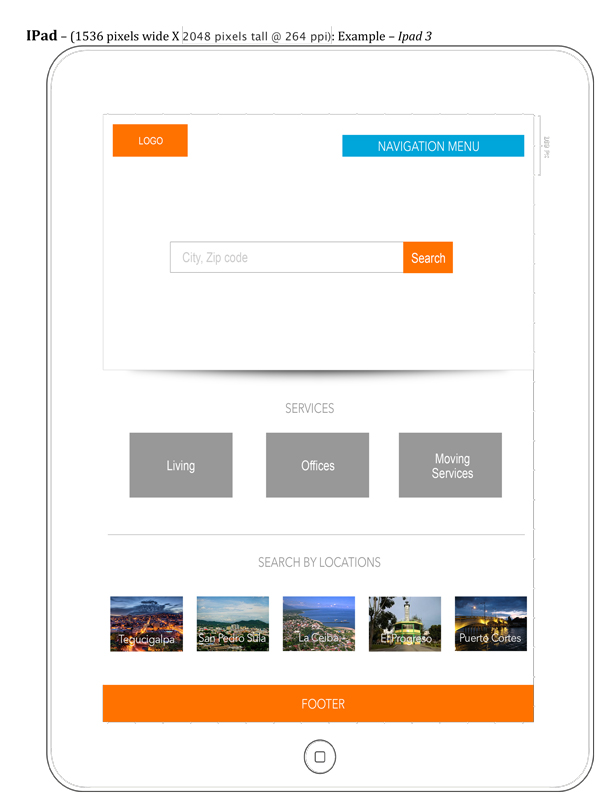 IPad – (1536 pixels wide X 2048 pixels tall @ 264 ppi): Example – Ipad 3
LOGO
NAVIGATION MENU
City, Zip code
Search
SERVICES
Living
Offices
Moving
Services
SEARCH BY LOCATIONS
Tegucigalpa
San Pedro Sula
La Ceiba
El Progreso
Puerto Cortes
FOOTER